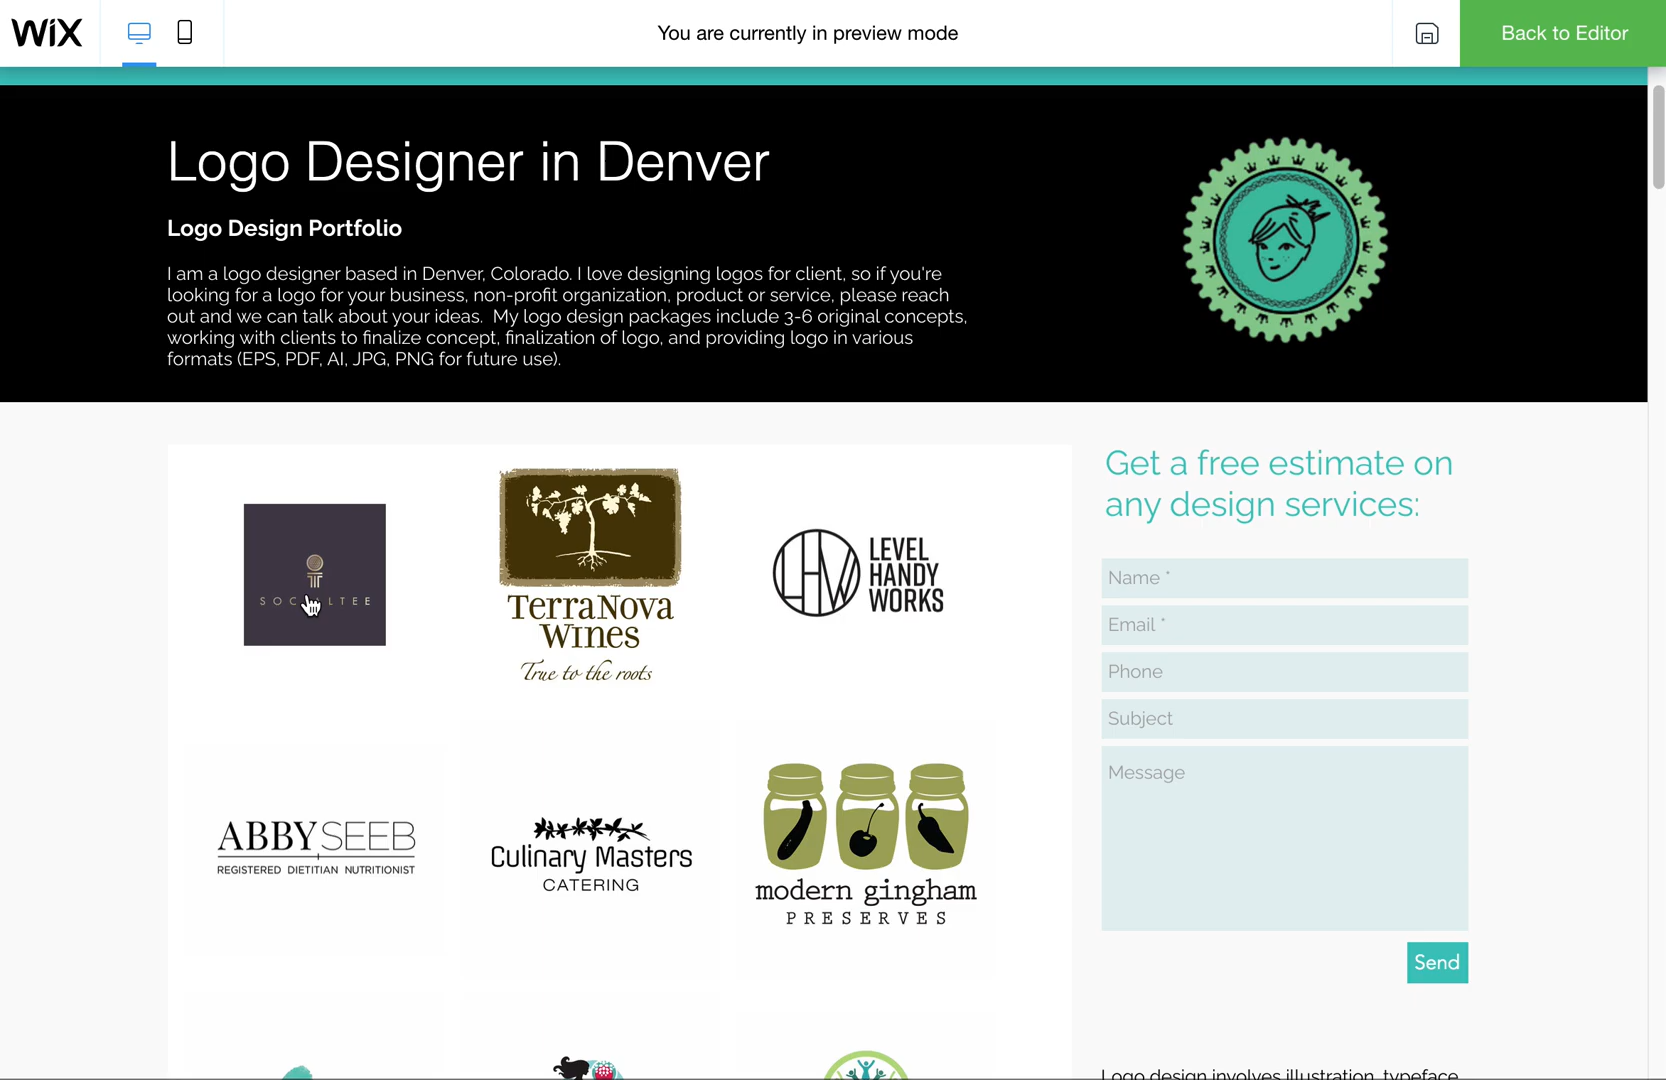 WiX
You are currently in preview mode
Back to Editor
Logo Designer in Denver
Logo Design Portfolio
I am a logo designer based in Denver, Colorado. I love designing logos for client, so if you're
looking for a logo for your business, non-profit organization, product or service, please reach
out and we can talk about your ideas.  My logo design packages include 3-6 original concepts,
working with clients to finalize concept, finalization of logo, and providing logo in various
formats (EPS, PDF, AI, JPG, PNG for future use).
TerraNova
Wines
True to the roots
LEVEL
HANDY
WORKS
ABBYSEEB
REGISTERED DIETITIAN NUTRITIONIST
Culinary Masters
CATERING
modern gingham
PRESERVES
Get a free estimate on
any design services:
Name *
Email *
Phone
Subject
Message
Send
Logo design involves illustration, typeface